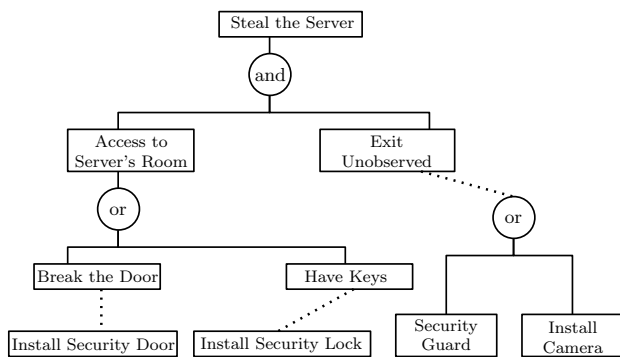 Steal the Server
and
Access to
Server's Room
Exit
Unobserved
or
or
Break the Door
Have Keys
Install Security Door
Install Security Lock
Security
Guard
Install
Camera